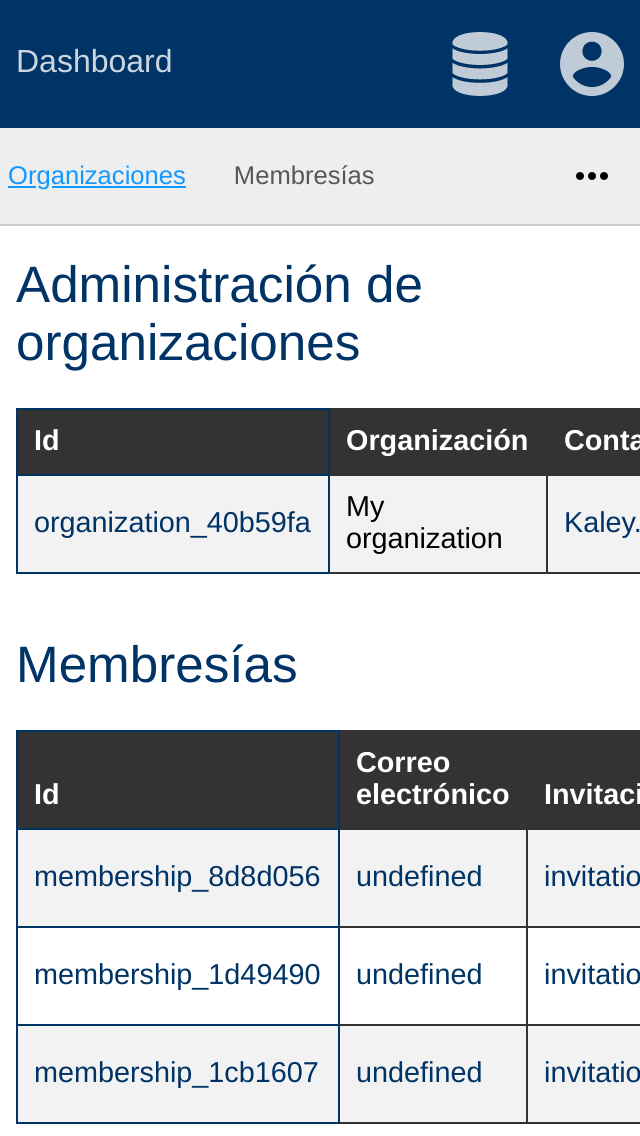 Dashboard
Organizaciones Membresías
Administración de
organizaciones
Id Organización Conta
organization_40b59fa My organization Kaley.
Membresías
Id Correo electrónico Invitaci
membership_8d8d056 undefined invitatio
membership_1d49490 undefined invitatio
membership_1cb1607 undefined invitatio